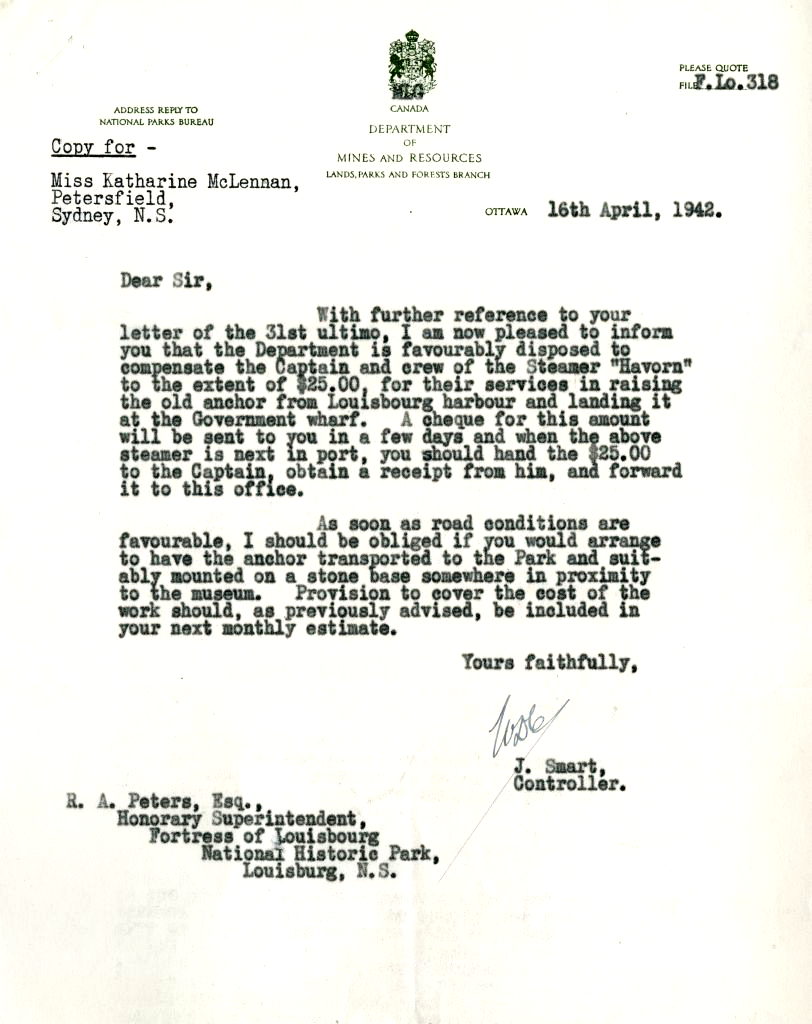 PLEASE QUOTE
FILE F.Lo.318
MLG
CANADA
ADDRESS REPLY TO
NATIONAL PARKS BUREAU
DEPARTMENT
OF
MINES AND RESOURCES
LANDS, PARKS AND FORESTS BRANCH
Copy for -
Miss Katharine McLennan,
Petersfield,
Sydney, N.S.
OTTAWA 16th April, 1942.
Dear Sir,
With further reference to your
letter of the 31st ultimo, I am now pleased to inform
you that the Department is favourably disposed to
compensate the Captain and crew of the Steamer "Havorn"
to the extent of $25.00, for their services in raising
the old anchor from Louisbourg harbour and landing it
at the Government wharf. A cheque for this amount
will be sent to you in a few days and when the above
steamer is next in port, you should hand the $25.00
to the Captain, obtain a receipt from him, and forward
it to this office.
As soon as road conditions are
favourable, I should be obliged if you would arrange
to have the anchor transported to the Park and suit-
ably mounted on a stone base somewhere in proximity
to the museum. Provision to cover the cost of the
work should, as previously advised, be included in
your next monthly estimate.
Yours faithfully,
J. Smart,
Controller.
R. A. Peters, Esq.,
Honorary Superintendent,
Fortress of Louisbourg
National Historic Park,
Louisburg, N.S.